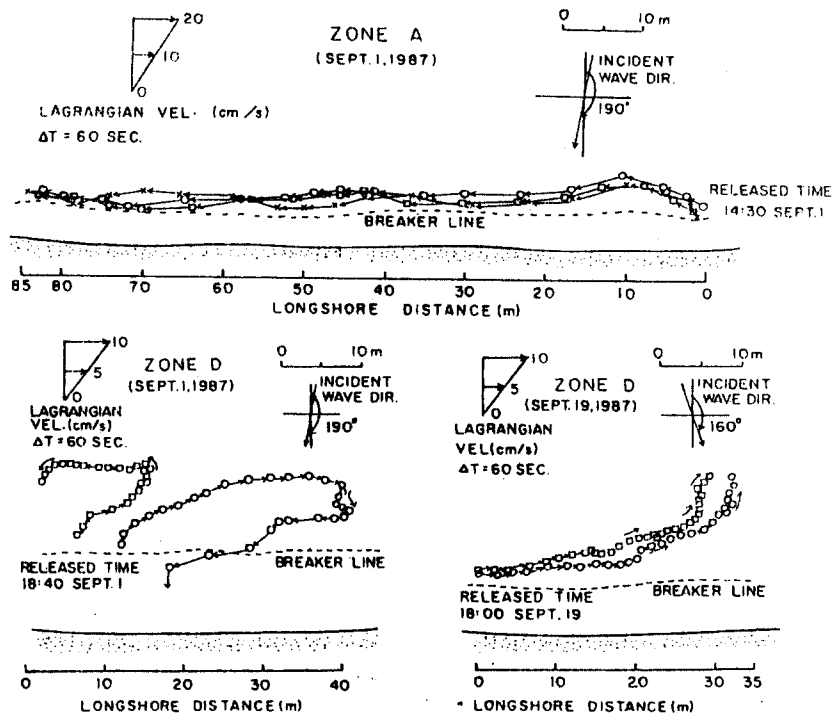 20
10
0
LAGRANGIAN VEL. (cm/s)
ΔT = 60 SEC.
ZONE A
(SEPT. 1, 1987)
0 10 m
INCIDENT
WAVE DIR.
190°
RELEASED TIME
14:30 SEPT. 1
BREAKER LINE
85 80 70 60 50 40 30 20 10 0
LONGSHORE DISTANCE (m)
10
5
0
LAGRANGIAN
VEL. (cm/s)
ΔT = 60 SEC.
ZONE D
(SEPT. 1, 1987)
0 10 m
INCIDENT
WAVE DIR.
190°
RELEASED TIME
18:40 SEPT. 1
BREAKER LINE
0 10 20 30 40
LONGSHORE DISTANCE (m)
10
5
0
LAGRANGIAN
VEL (cm/s)
ΔT = 60 SEC.
ZONE D
(SEPT. 19, 1987)
0 10 m
INCIDENT
WAVE DIR.
160°
BREAKER LINE
RELEASED TIME
18:00 SEPT. 19
0 10 20 30 35
LONGSHORE DISTANCE (m)